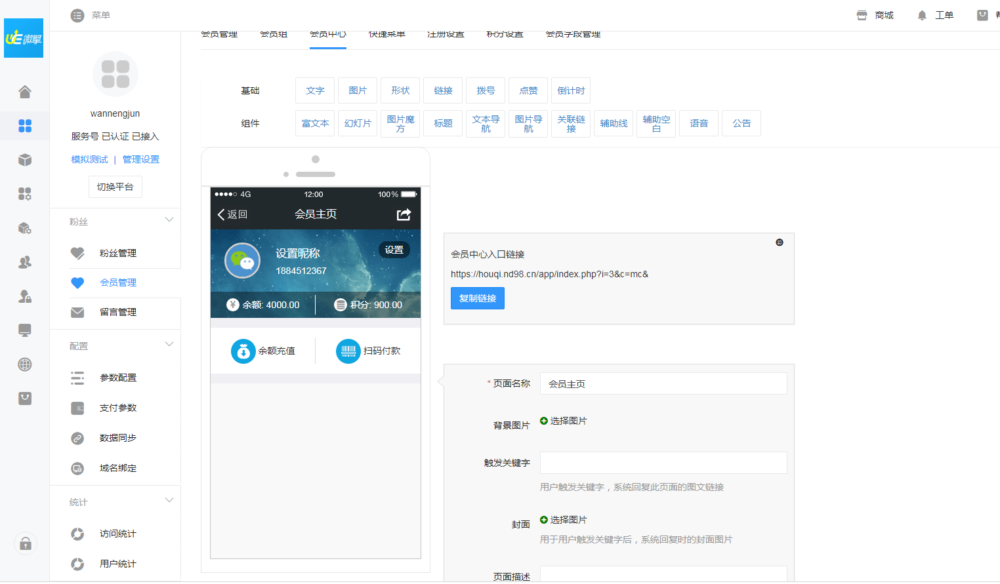 菜单
商城
工单
微擎
会员管理
会员组
会员中心
快捷菜单
注册设置
积分设置
会员字段管理
wannengjun
服务号 已认证 已接入
模拟测试 | 管理设置
切换平台
粉丝
粉丝管理
会员管理
留言管理
配置
参数配置
支付参数
数据同步
域名绑定
统计
访问统计
用户统计
基础
文字
图片
形状
链接
拨号
点赞
倒计时
组件
富文本
幻灯片
图片魔
方
标题
文本导
航
图片导
航
关联链
接
辅助线
辅助空
白
语音
公告
4G
12:00
100%
返回
会员主页
设置昵称
设置
1884512367
余额: 4000.00
积分: 900.00
余额充值
扫码付款
会员中心入口链接
https://houqi.nd98.cn/app/index.php?i=3&c=mc&
复制链接
* 页面名称
会员主页
背景图片
选择图片
触发关键字
用户触发关键字，系统回复此页面的图文链接
封面
选择图片
用于用户触发关键字后，系统回复时的封面图片
页面描述